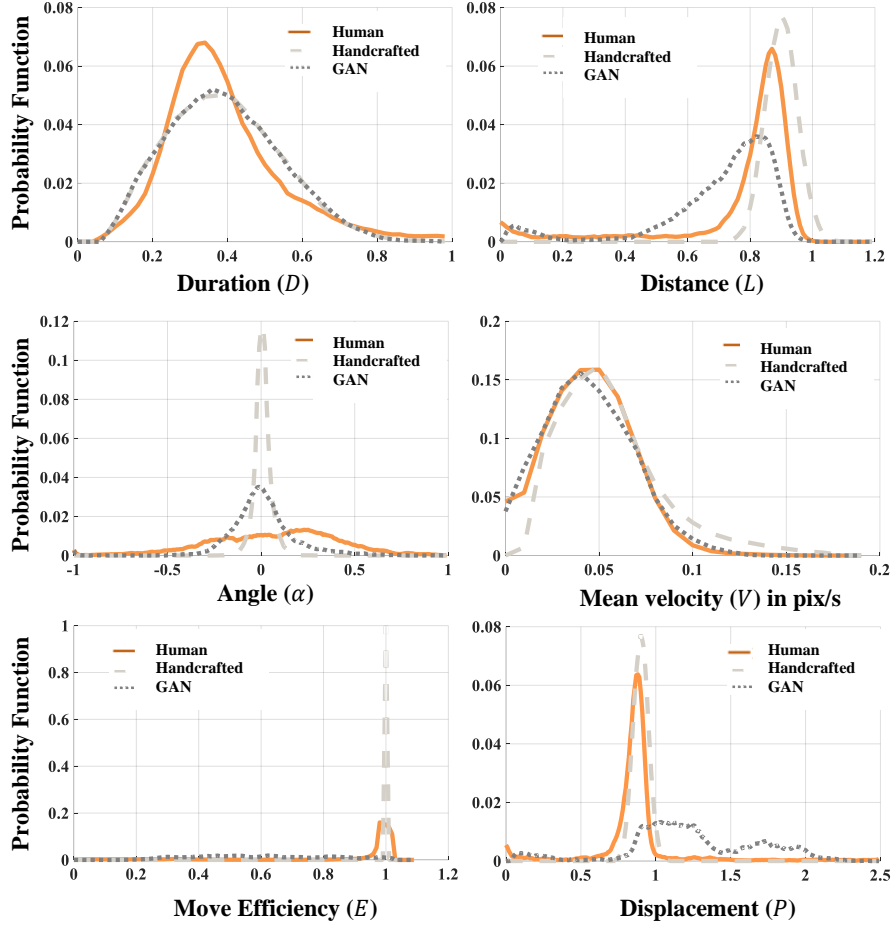 Probability Function
0.08
0.06
0.04
0.02
0
Human
Handcrafted
GAN
0.2
0.4
0.6
0.8
1
Duration (D)
0.08
0.06
0.04
0.02
0
Human
Handcrafted
GAN
0
0.2
0.4
0.6
0.8
1
1.2
Distance (L)
Probability Function
0.12
0.1
0.08
0.06
0.04
0.02
0
Human
Handcrafted
GAN
-1
-0.5
0
0.5
1
Angle (α)
0.2
0.15
0.1
0.05
0
Human
Handcrafted
GAN
0
0.05
0.1
0.15
0.2
Mean velocity (V) in pix/s
Probability Function
1
0.8
0.6
0.4
0.2
0
Human
Handcrafted
GAN
0
0.2
0.4
0.6
0.8
1
1.2
Move Efficiency (E)
0.08
0.06
0.04
0.02
0
Human
Handcrafted
GAN
0
0.5
1
1.5
2
2.5
Displacement (P)